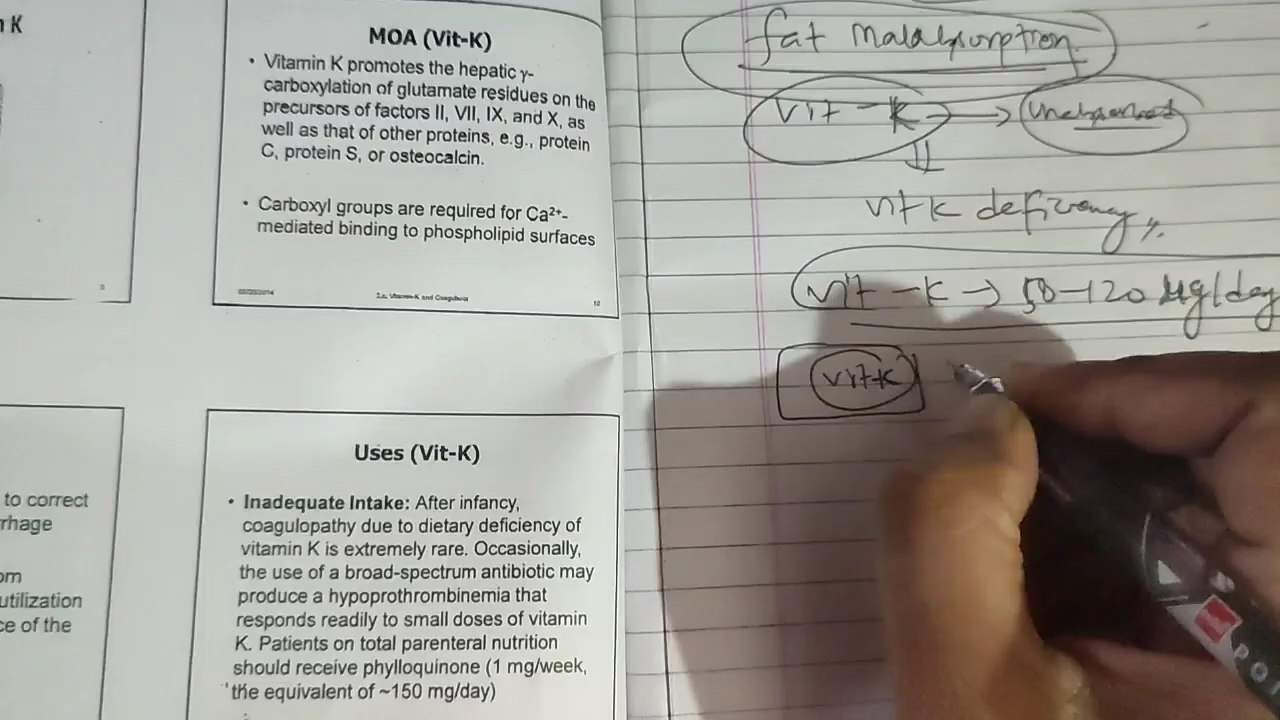 K
MOA (Vit-K)
• Vitamin K promotes the hepatic γ-
carboxylation of glutamate residues on the
precursors of factors II, VII, IX, and X, as
well as that of other proteins, e.g., protein
C, protein S, or osteocalcin.
• Carboxyl groups are required for Ca²⁺-
mediated binding to phospholipid surfaces
Vitamin-K and
10
to correct
rhage
om
utilization
ce of the
Uses (Vit-K)
• Inadequate Intake: After infancy,
coagulopathy due to dietary deficiency of
vitamin K is extremely rare. Occasionally,
the use of a broad-spectrum antibiotic may
produce a hypoprothrombinemia that
responds readily to small doses of vitamin
K. Patients on total parenteral nutrition
should receive phylloquinone (1 mg/week,
the equivalent of ~150 mg/day)
fat malabsorption
vit-K →
vit K deficiency
vit-K → 50-120 μg/day
vit-K